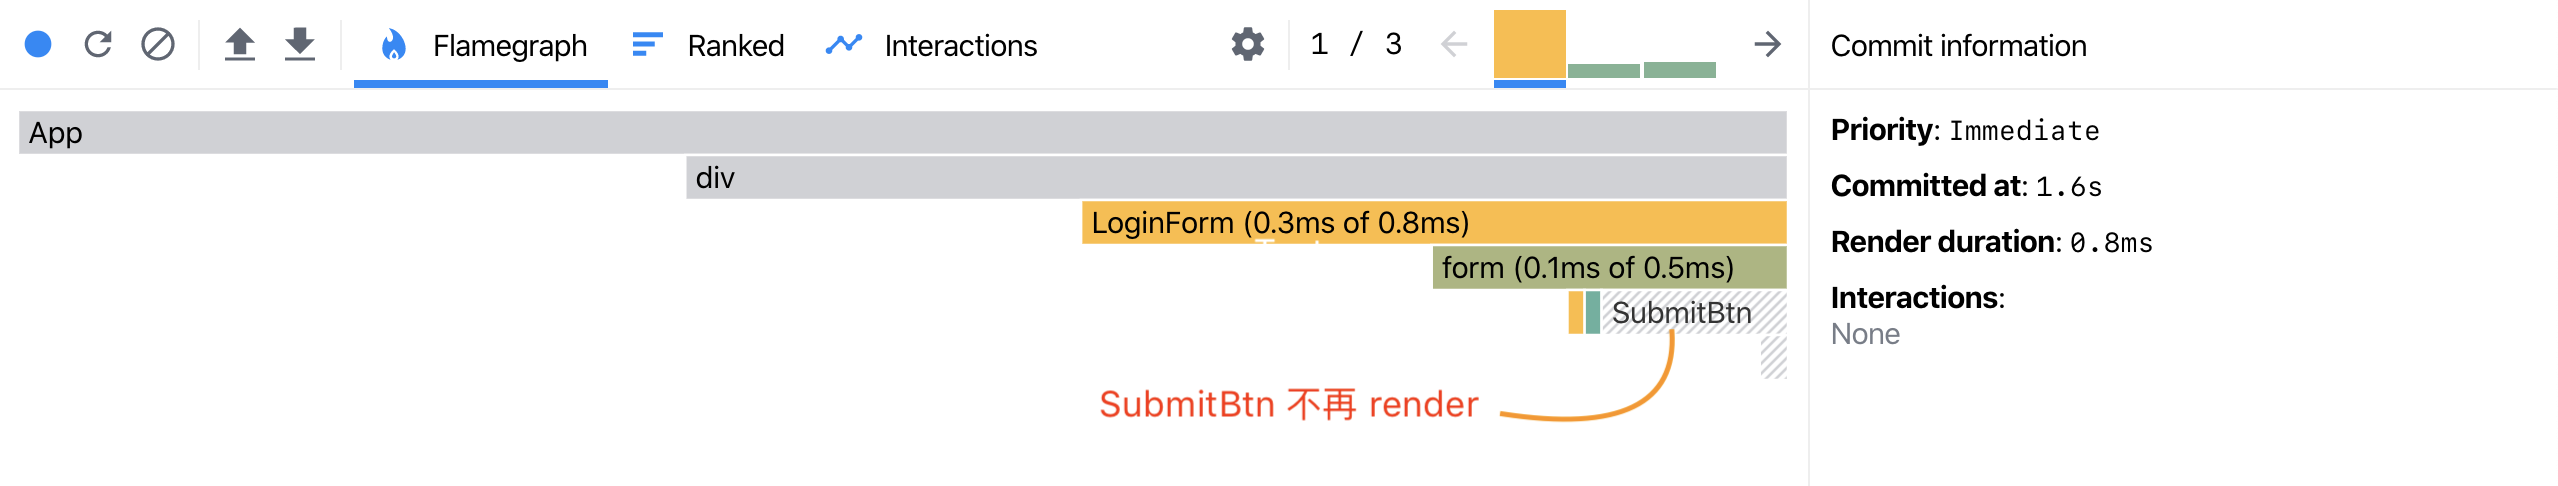 Flamegraph
Ranked
Interactions
1 / 3
Commit information
App
Priority: Immediate
div
Committed at: 1.6s
LoginForm (0.3ms of 0.8ms)
Render duration: 0.8ms
form (0.1ms of 0.5ms)
Interactions:
SubmitBtn
None
SubmitBtn 不再 render